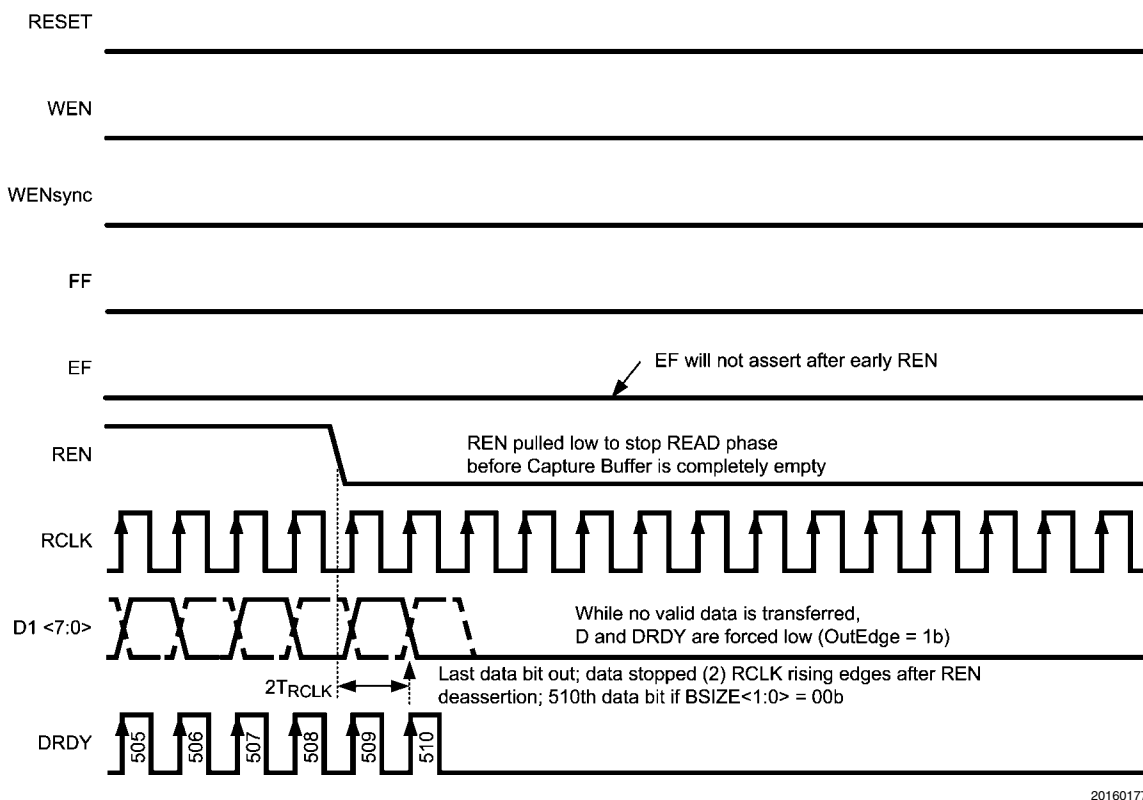 RESET
WEN
WENsync
FF
EF
EF will not assert after early REN
REN
REN pulled low to stop READ phase
before Capture Buffer is completely empty
RCLK
D1 <7:0>
While no valid data is transferred,
D and DRDY are forced low (OutEdge = 1b)
2TRCLK
Last data bit out; data stopped (2) RCLK rising edges after REN
deassertion; 510th data bit if BSIZE<1:0> = 00b
DRDY
505 506 507 508 509 510
20160177